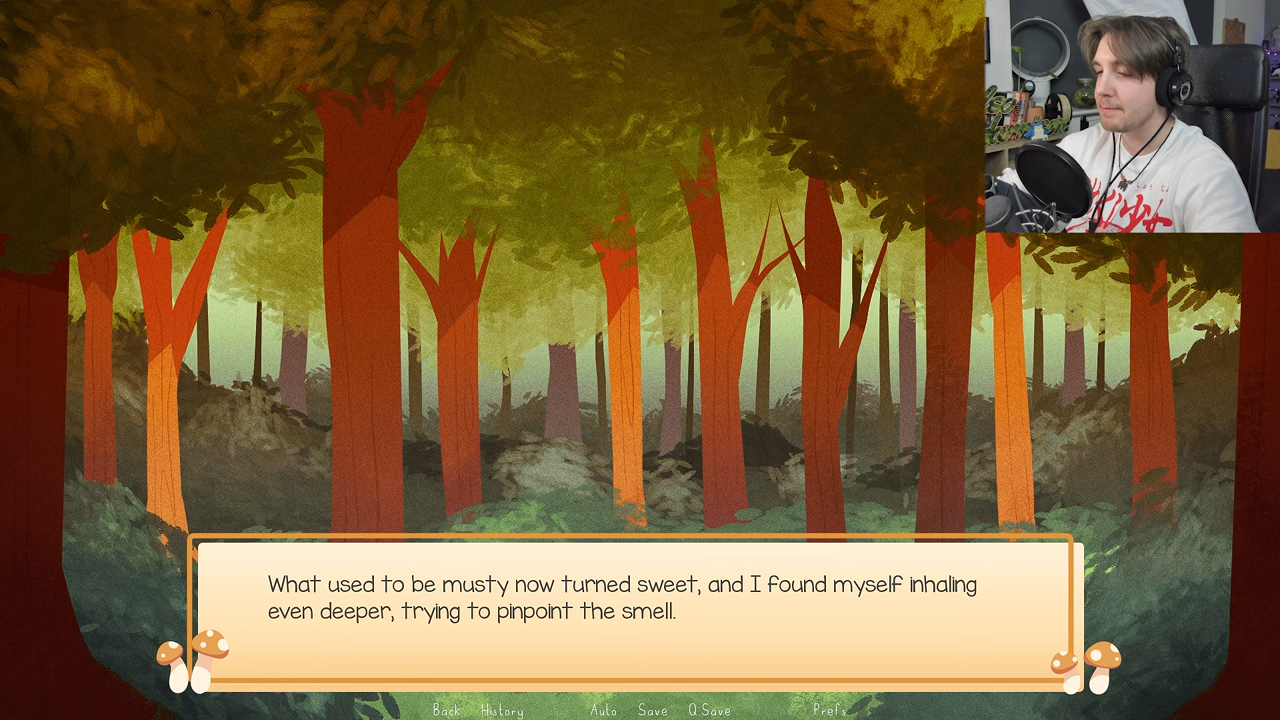 What used to be musty now turned sweet, and I found myself inhaling
even deeper, trying to pinpoint the smell.
Back History Auto Save Q.Save Prefs